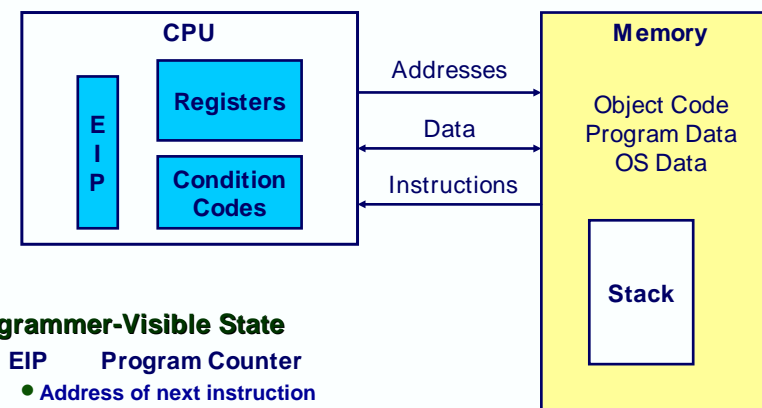 CPU
Memory
E
I
P
Registers
Condition
Codes
Addresses
Data
Instructions
Object Code
Program Data
OS Data
Stack
grammer-Visible State
EIP Program Counter
• Address of next instruction